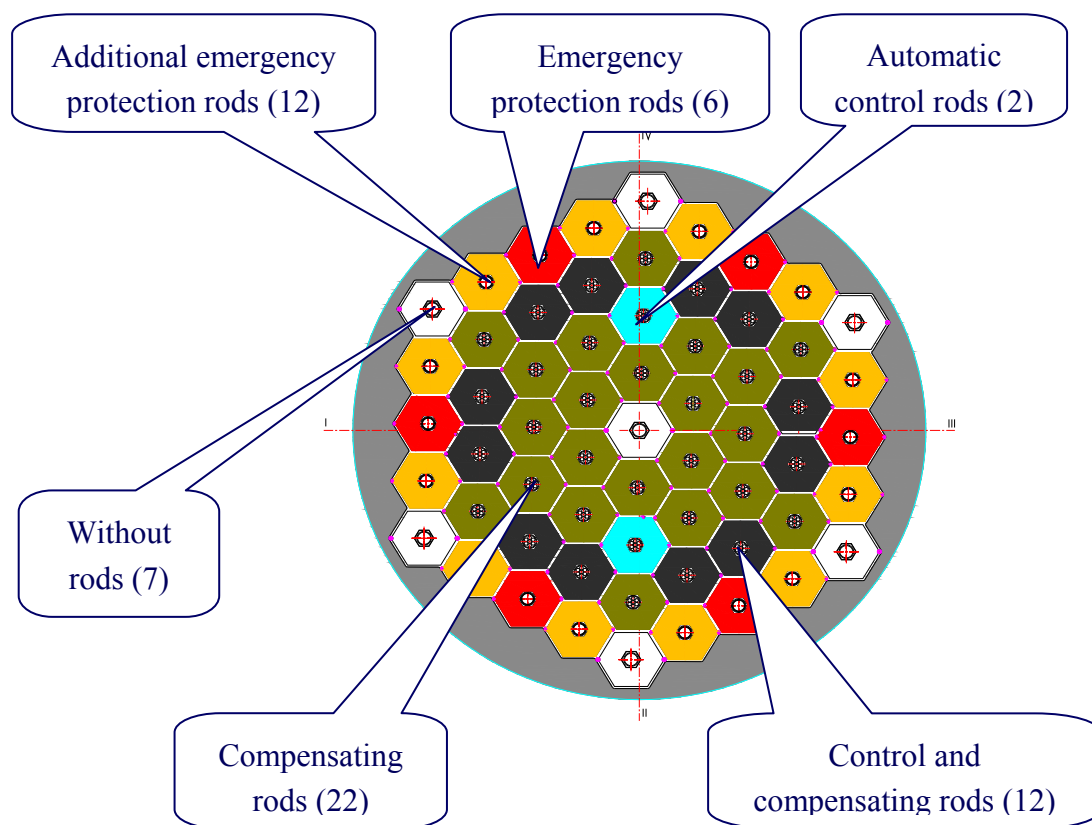 Additional emergency
protection rods (12)
Emergency
protection rods (6)
Automatic
control rods (2)
IV
I
III
Without
rods (7)
II
Compensating
rods (22)
Control and
compensating rods (12)